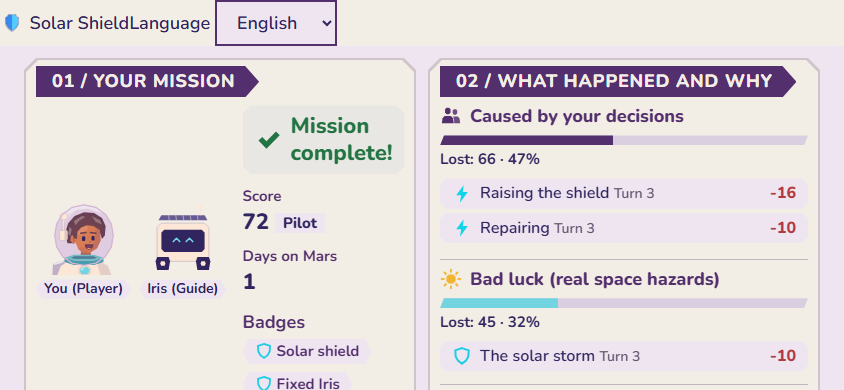 Solar Shield
Language
English
01 / YOUR MISSION
Mission
complete!
Score
72 Pilot
Days on Mars
1
Badges
Solar shield
Fixed Iris
You (Player)
Iris (Guide)
02 / WHAT HAPPENED AND WHY
Caused by your decisions
Lost: 66 · 47%
Raising the shield Turn 3 -16
Repairing Turn 3 -10
Bad luck (real space hazards)
Lost: 45 · 32%
The solar storm Turn 3 -10